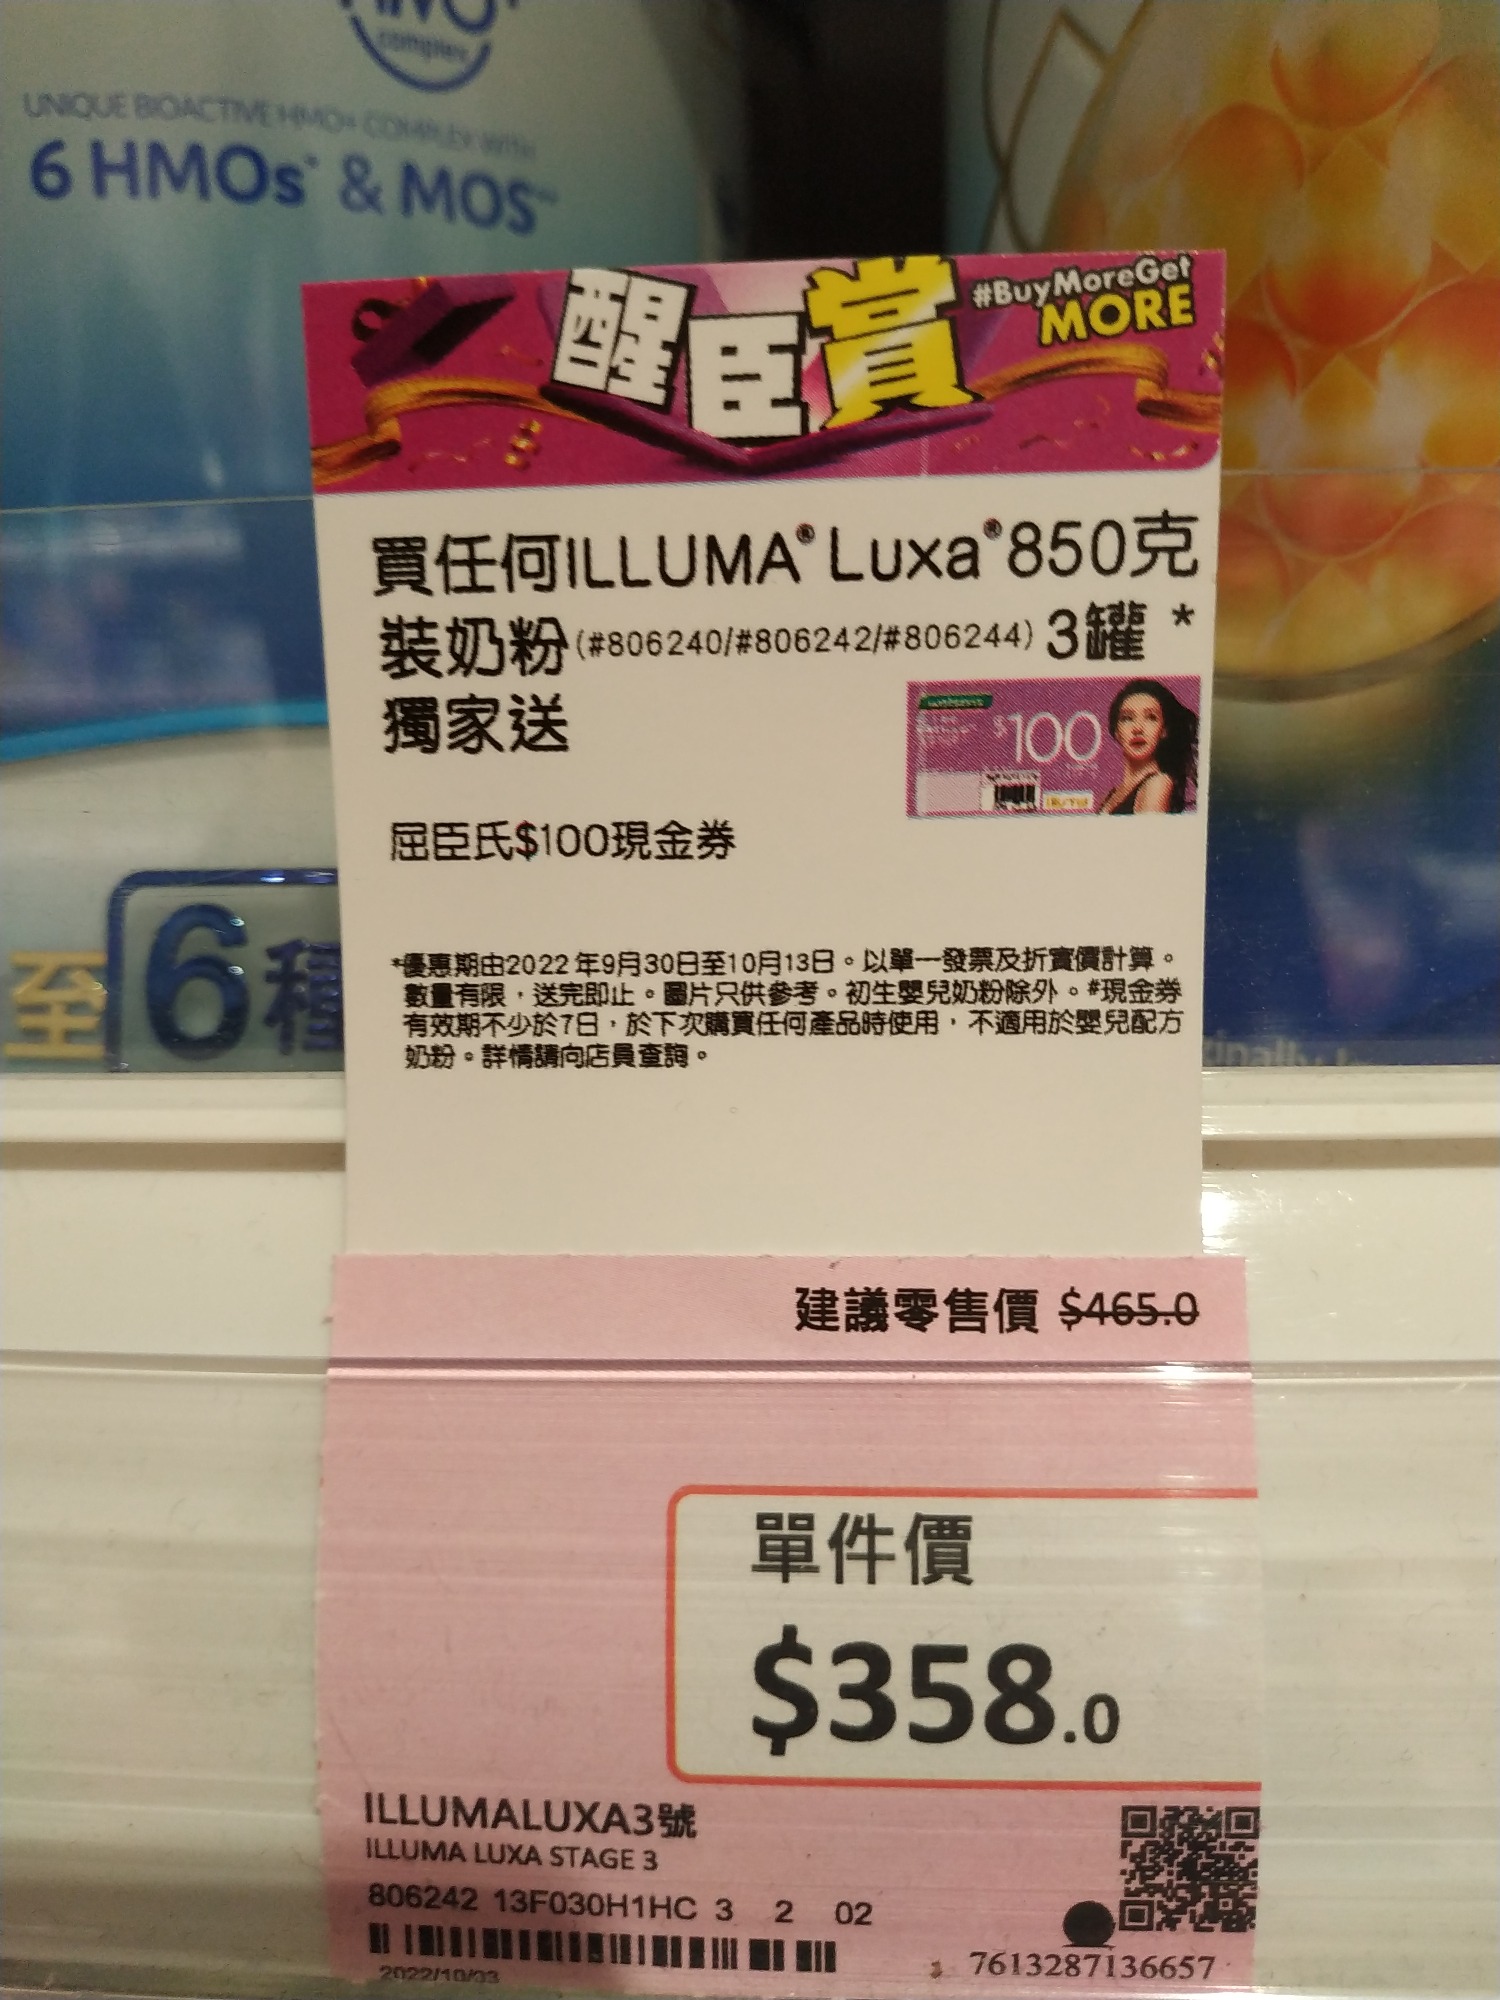 complex
UNIQUE BIOACTIVE HMO+ COMPLEX WITH
6 HMOs* & MOS**
醒臣賞
#BuyMoreGet
MORE
買任何ILLUMA® Luxa®850克
裝奶粉(#806240/#806242/#806244) 3罐 *
獨家送
$100
屈臣氏$100現金券
*優惠期由2022年9月30日至10月13日。以單一發票及折實價計算。
數量有限，送完即止。圖片只供參考。初生嬰兒奶粉除外。#現金券
有效期不少於7日，於下次購買任何產品時使用，不適用於嬰兒配方
奶粉。詳情請向店員查詢。
至6種
建議零售價 $465.0
單件價
$358.0
ILLUMALUXA3號
ILLUMA LUXA STAGE 3
806242 13F030H1HC 3 2 02
2022/10/03
7613287136657